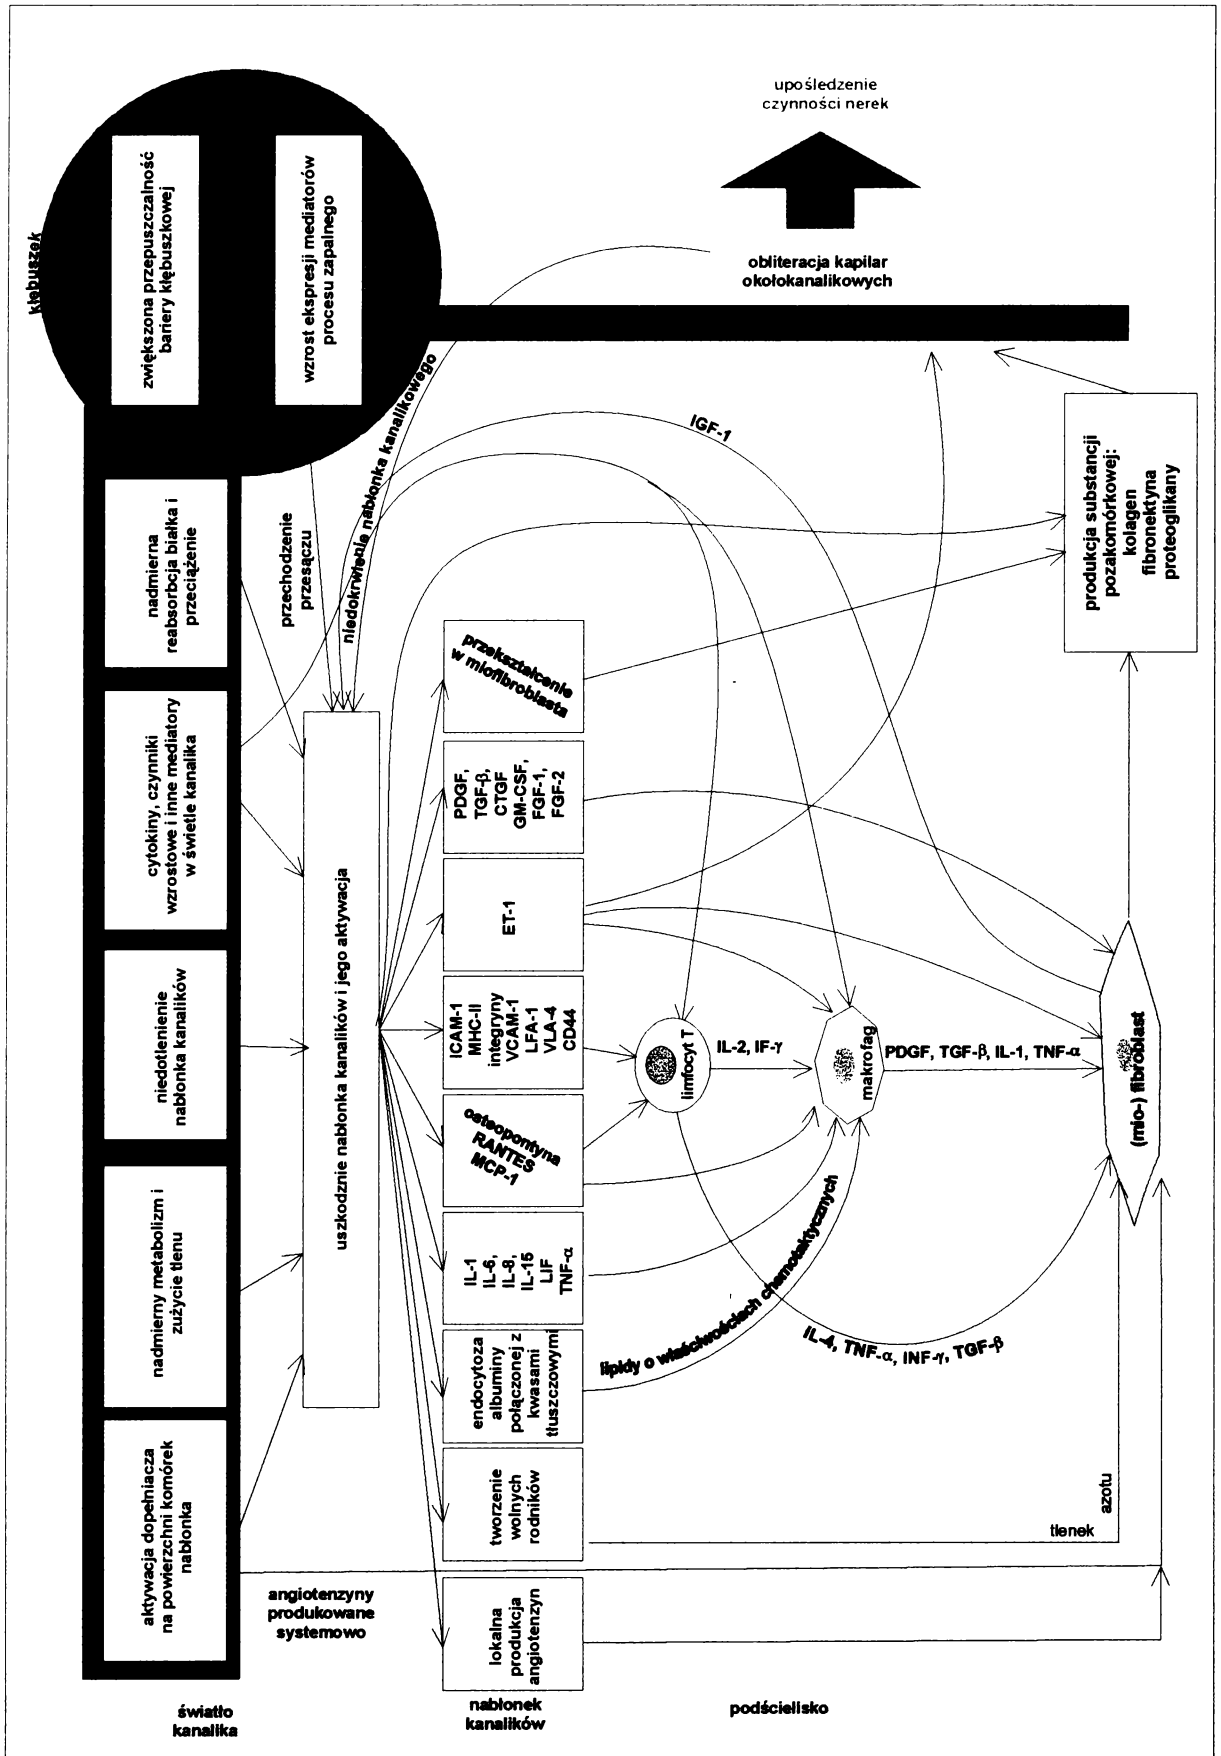 upośledzenie
czynności nerek
kłębuszek
zwiększona przepuszczalność
bariery kłębuszkowej
wzrost ekspresji mediatorów
procesu zapalnego
obliteracja kapilar
okołokanalikowych
nadmierna
reabsorbcja białka i
przeciążenie
przechodzenie
przesączu
niedokrwienie nabłonka kanalikowego
IGF-1
produkcja substancji
pozakomórkowej:
kolagen
fibronektyna
proteoglikany
cytokiny, czynniki
wzrostowe i inne mediatory
w świetle kanalika
niedotlenienie
nabłonka kanalików
nadmierny metabolizm i
zużycie tlenu
aktywacja dopełniacza
na powierzchni komórek
nabłonka
uszkodznie nabłonka kanalików i jego aktywacja
przekształcenie
w miofibroblasta
PDGF,
TGF-β,
CTGF
GM-CSF,
FGF-1,
FGF-2
ET-1
ICAM-1
MHC-II
integryny
VCAM-1
LFA-1
VLA-4
CD44
osteopontyna
RANTES
MCP-1
IL-1
IL-6,
IL-8,
IL-15
LIF
TNF-α
endocytoza
albuminy
połączonej z
kwasami
tłuszczowymi
tworzenie
wolnych
rodników
lokalna
produkcja
angiotenzyn
limfocyt T
IL-2, IF-γ
makrofag
PDGF, TGF-β, IL-1, TNF-α
(mio-) fibroblast
lipidy o właściwościach chemotaktycznych
IL-4, TNF-α, INF-γ, TGF-β
tlenek
azotu
angiotenzyny
produkowane
systemowo
światło
kanalika
nabłonek
kanalików
podścielisko